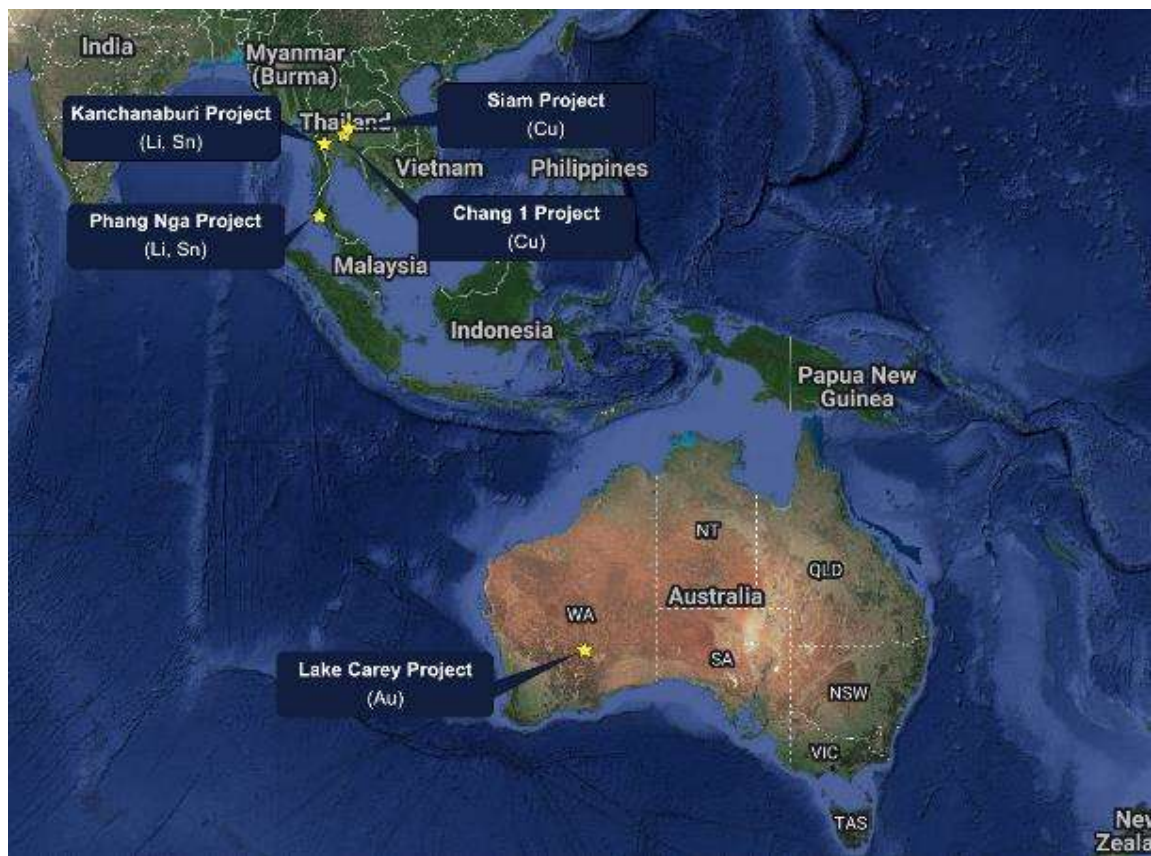 India
Myanmar
(Burma)
Kanchanaburi Project
(Li, Sn)
Thailand
Siam Project
(Cu)
Vietnam
Philippines
Phang Nga Project
(Li, Sn)
Chang 1 Project
(Cu)
Malaysia
Indonesia
Papua New
Guinea
NT
QLD
Australia
WA
SA
Lake Carey Project
(Au)
NSW
VIC
TAS
New
Zeala